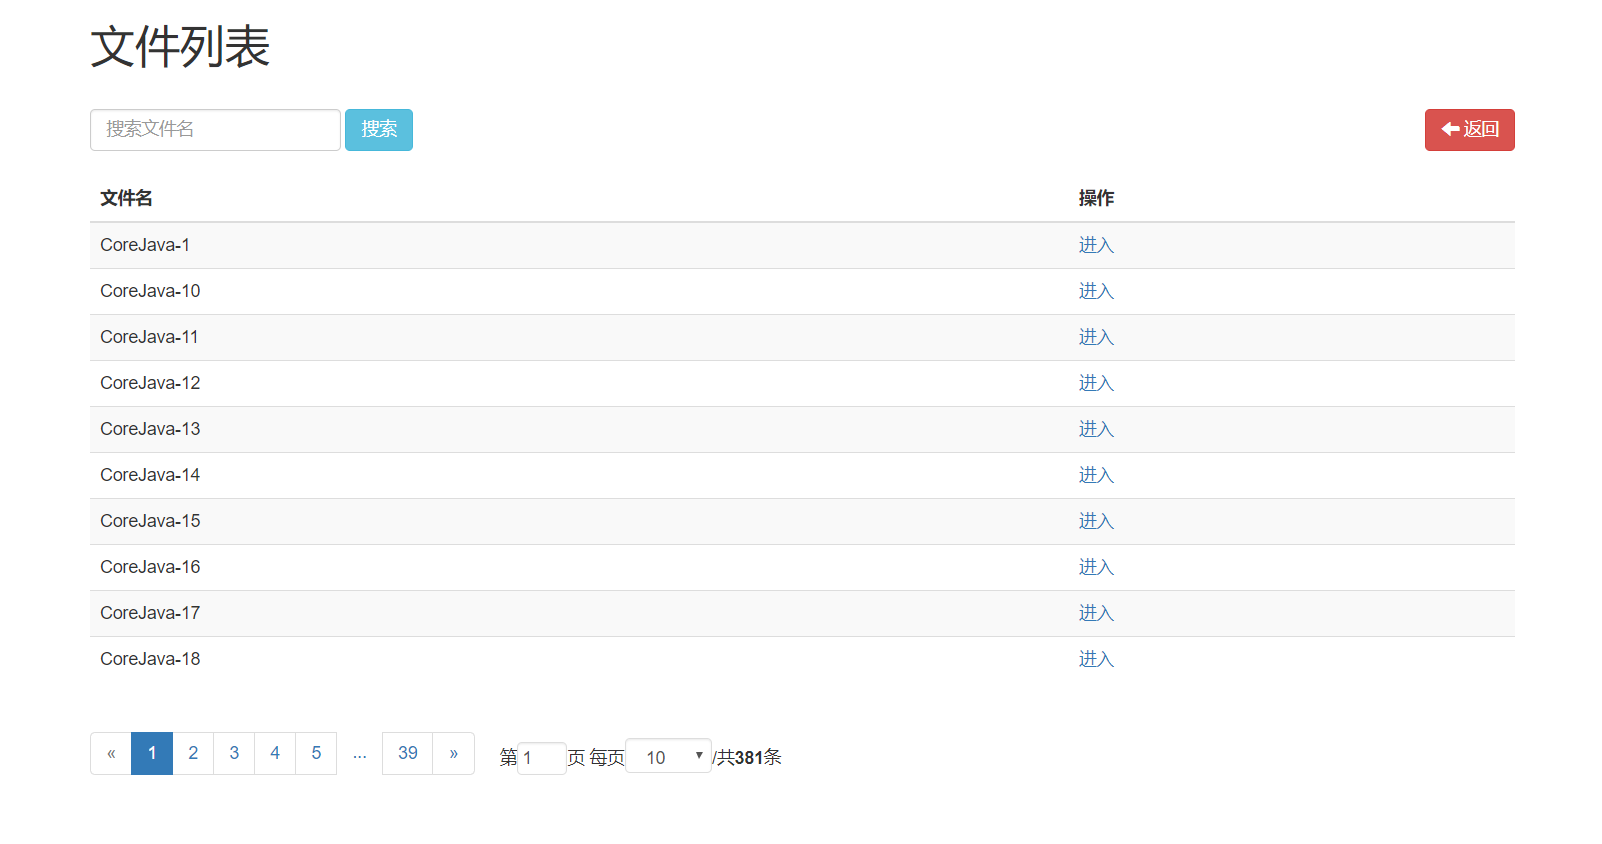 文件列表
搜索文件名 搜索 返回
文件名 操作
CoreJava-1 进入
CoreJava-10 进入
CoreJava-11 进入
CoreJava-12 进入
CoreJava-13 进入
CoreJava-14 进入
CoreJava-15 进入
CoreJava-16 进入
CoreJava-17 进入
CoreJava-18 进入
« 1 2 3 4 5 ... 39 » 第1页 每页 10 /共381条